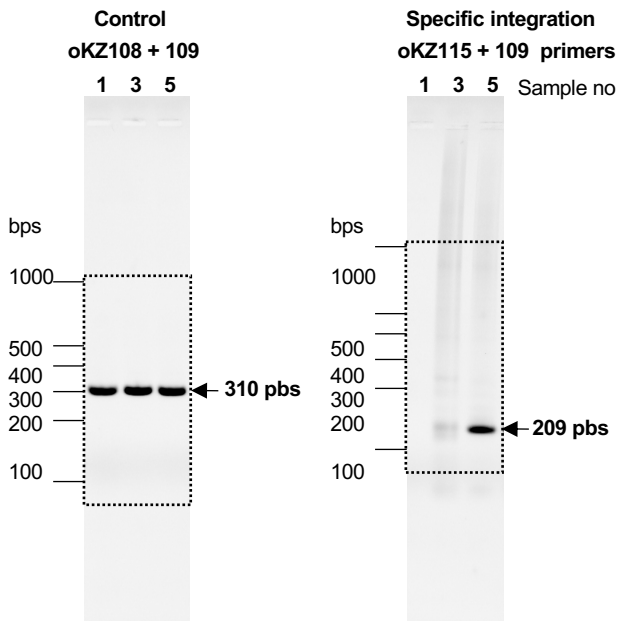 Control
oKZ108 + 109
1 3 5
bps
1000
500
400
300
200
100
310 pbs
Specific integration
oKZ115 + 109 primers
1 3 5 Sample no
bps
1000
500
400
300
200
100
209 pbs